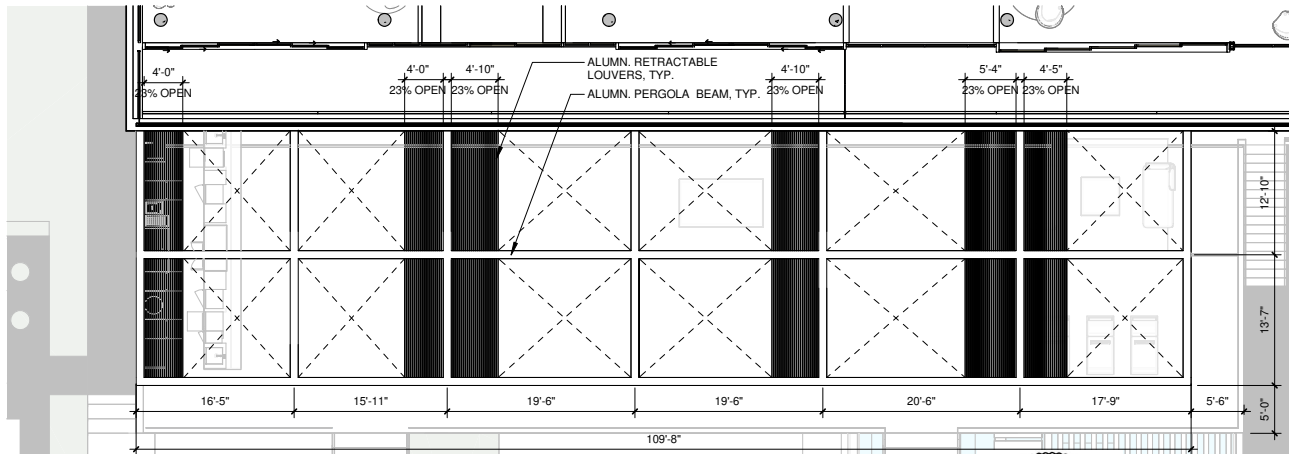 ALUMN. RETRACTABLE
LOUVERS, TYP.
ALUMN. PERGOLA BEAM, TYP.
4'-0"
23% OPEN
4'-0"
23% OPEN
4'-10"
23% OPEN
4'-10"
23% OPEN
5'-4"
23% OPEN
4'-5"
23% OPEN
12'-10"
13'-7"
5'-0"
16'-5"
15'-11"
19'-6"
19'-6"
20'-6"
17'-9"
5'-6"
109'-8"